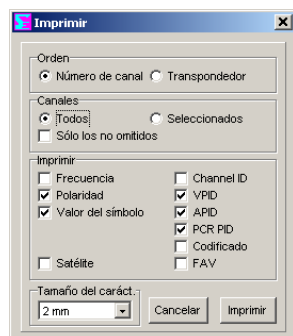 Imprimir
Orden
Número de canal Transpondedor
Canales
Todos Seleccionados
Sólo los no omitidos
Imprimir
Frecuencia Channel ID
Polaridad VPID
Valor del símbolo APID
PCR PID
Codificado
Satélite FAV
Tamaño del caráct.
2 mm Cancelar Imprimir